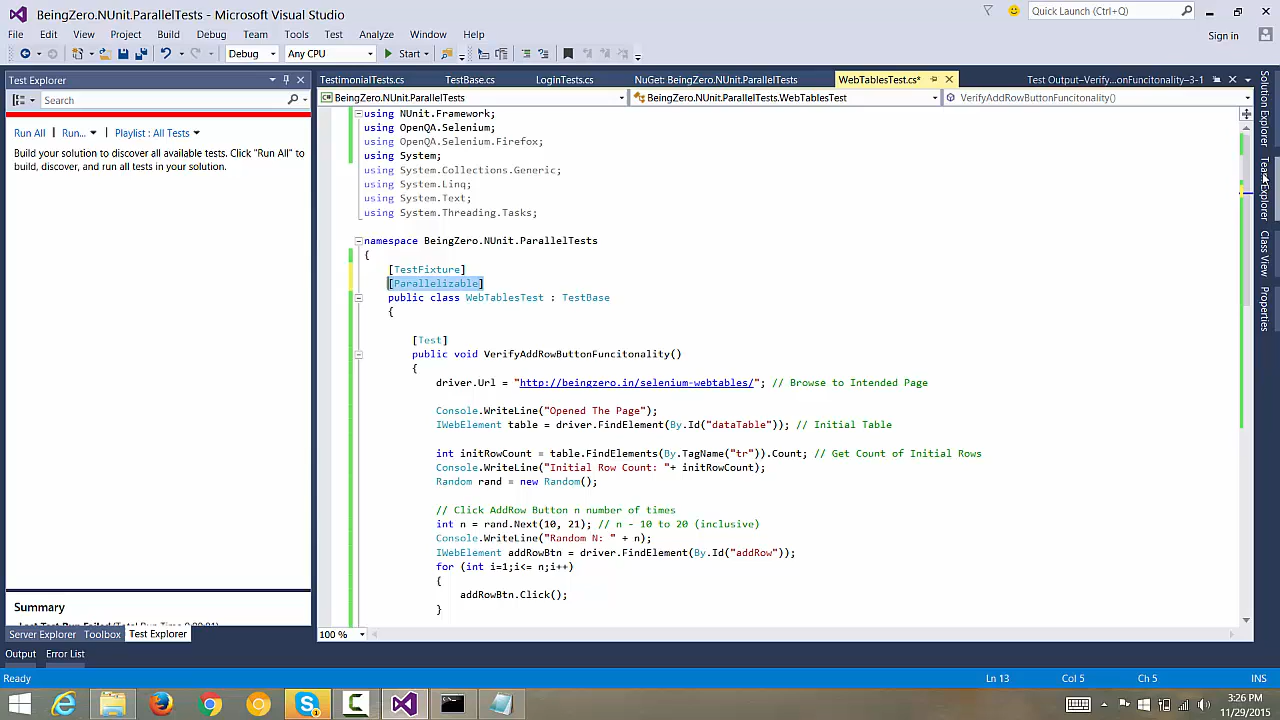 BeingZero.NUnit.ParallelTests - Microsoft Visual Studio
Quick Launch (Ctrl+Q)
File Edit View Project Build Debug Team Tools Test Analyze Window Help
Sign in
Debug Any CPU Start
Test Explorer
TestimonialTests.cs TestBase.cs LoginTests.cs NuGet: BeingZero.NUnit.ParallelTests WebTablesTest.cs* Test Output–Verify...onFuncitonality–3-1
Search
BeingZero.NUnit.ParallelTests BeingZero.NUnit.ParallelTests.WebTablesTest VerifyAddRowButtonFuncitonality()
Run All Run... Playlist : All Tests
Build your solution to discover all available tests. Click "Run All" to
build, discover, and run all tests in your solution.
using NUnit.Framework;
using OpenQA.Selenium;
using OpenQA.Selenium.Firefox;
using System;
using System.Collections.Generic;
using System.Linq;
using System.Text;
using System.Threading.Tasks;
namespace BeingZero.NUnit.ParallelTests
{
[TestFixture]
[Parallelizable]
public class WebTablesTest : TestBase
{
[Test]
public void VerifyAddRowButtonFuncitonality()
{
driver.Url = "http://beingzero.in/selenium-webtables/"; // Browse to Intended Page
Console.WriteLine("Opened The Page");
IWebElement table = driver.FindElement(By.Id("dataTable")); // Initial Table
int initRowCount = table.FindElements(By.TagName("tr")).Count; // Get Count of Initial Rows
Console.WriteLine("Initial Row Count: "+ initRowCount);
Random rand = new Random();
// Click AddRow Button n number of times
int n = rand.Next(10, 21); // n - 10 to 20 (inclusive)
Console.WriteLine("Random N: " + n);
IWebElement addRowBtn = driver.FindElement(By.Id("addRow"));
for (int i=1;i<= n;i++)
{
addRowBtn.Click();
}
Solution Explorer
Team Explorer
Class View
Properties
Summary
Server Explorer Toolbox Test Explorer
100 %
Output Error List
Ready Ln 13 Col 5 Ch 5 INS
3:26 PM
11/29/2015